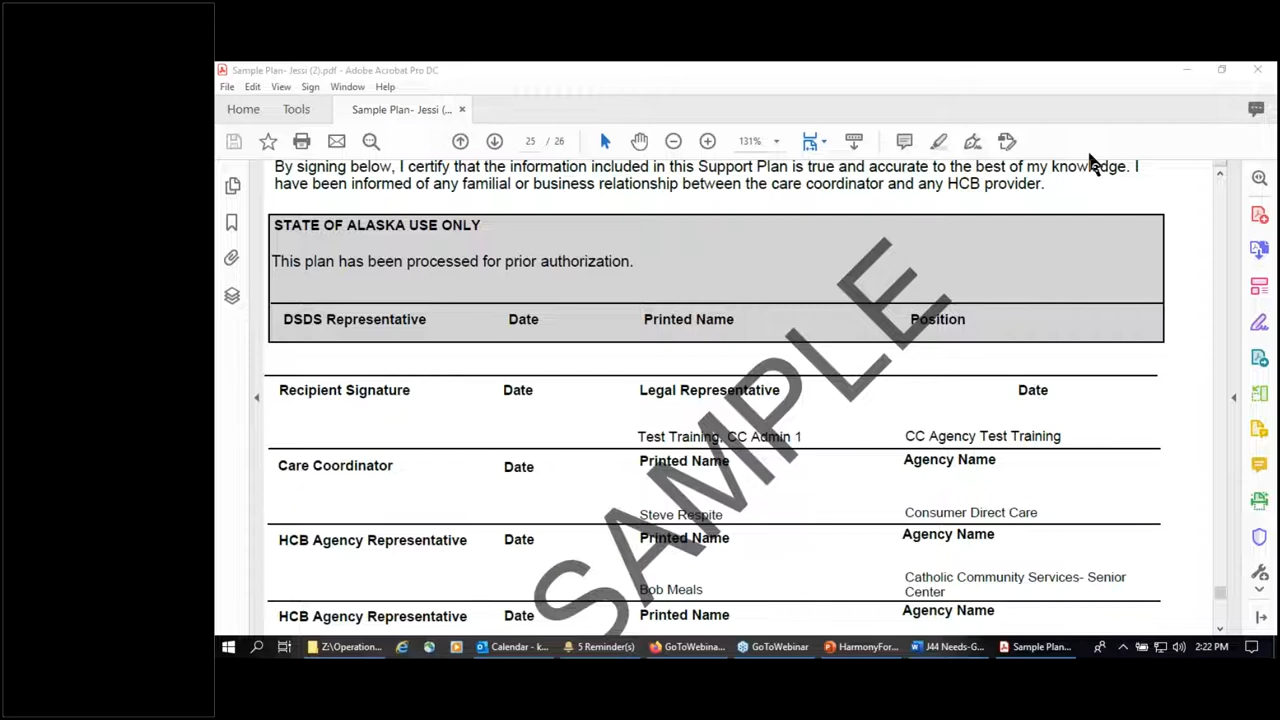 Sample Plan- Jessi (2).pdf - Adobe Acrobat Pro DC
File Edit View Sign Window Help
Home Tools Sample Plan- Jessi (... ×
25 / 26 131%
By signing below, I certify that the information included in this Support Plan is true and accurate to the best of my knowledge. I
have been informed of any familial or business relationship between the care coordinator and any HCB provider.
STATE OF ALASKA USE ONLY
This plan has been processed for prior authorization.
DSDS Representative Date Printed Name Position
Recipient Signature Date Legal Representative Date
Test Training, CC Admin 1 CC Agency Test Training
Care Coordinator Date Printed Name Agency Name
Steve Respite Consumer Direct Care
HCB Agency Representative Date Printed Name Agency Name
Bob Meals Catholic Community Services- Senior
Center
HCB Agency Representative Date Printed Name Agency Name
SAMPLE
Z:\Operation... Calendar - k... 5 Reminder(s) GoToWebina... GoToWebinar HarmonyFor... J44 Needs-G... Sample Plan... 2:22 PM